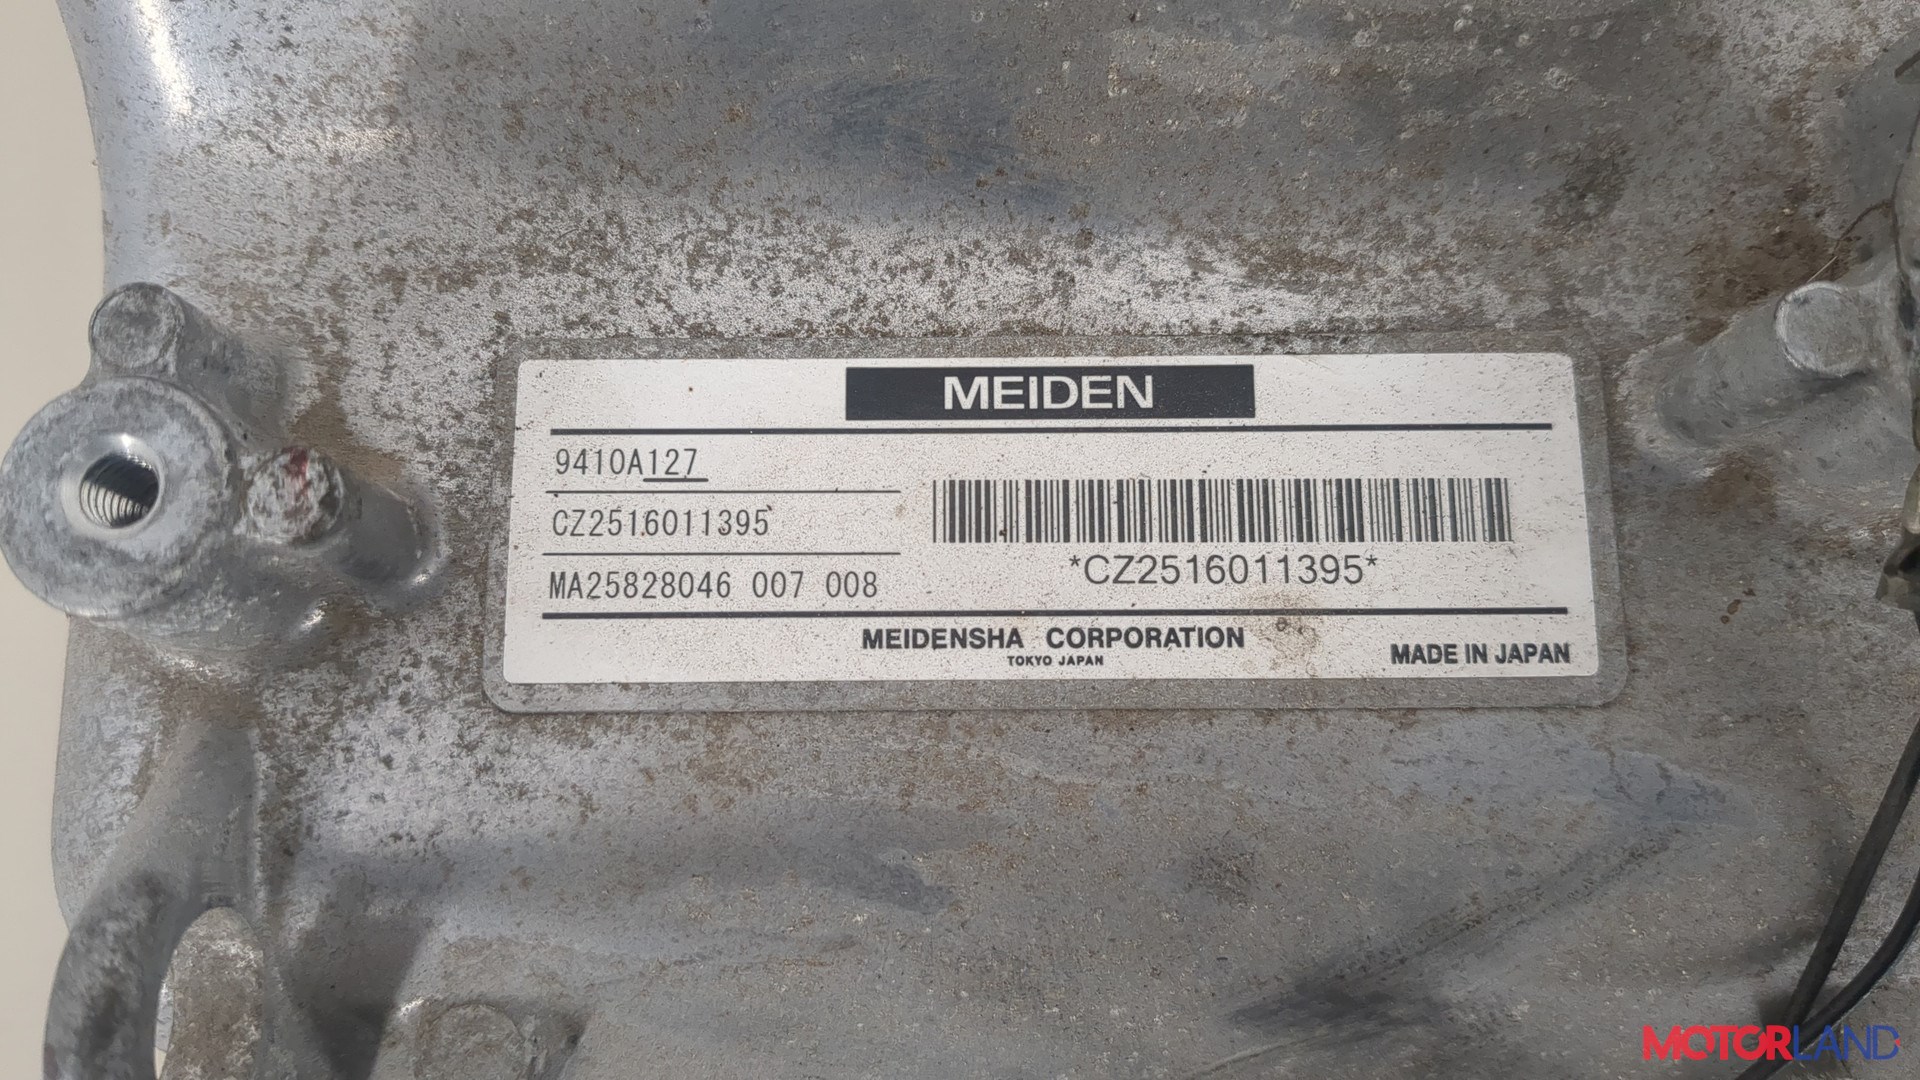 MEIDEN
9410A127
CZ2516011395
*CZ2516011395*
MA25828046 007 008
MEIDENSHA CORPORATION
TOKYO JAPAN
MADE IN JAPAN
MOTORLAND